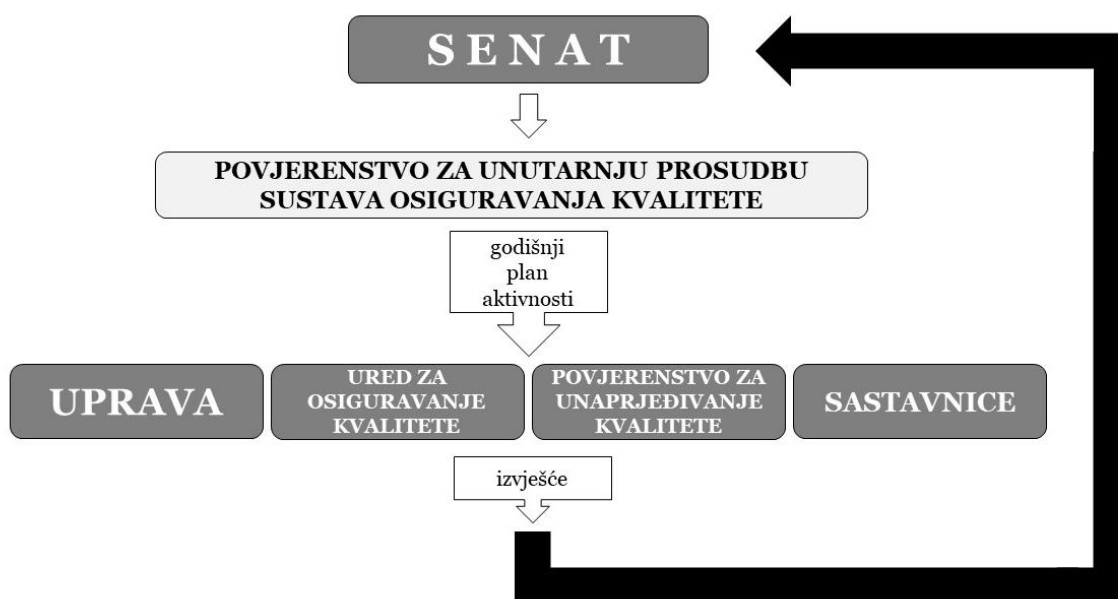 SENAT
POVJERENSTVO ZA UNUTARNJU PROSUDBU
SUSTAVA OSIGURAVANJA KVALITETE
godišnji
plan
aktivnosti
UPRAVA
URED ZA
OSIGURAVANJE
KVALITETE
POVJERENSTVO ZA
UNAPRJEĐIVANJE
KVALITETE
SASTAVNICE
izvješće